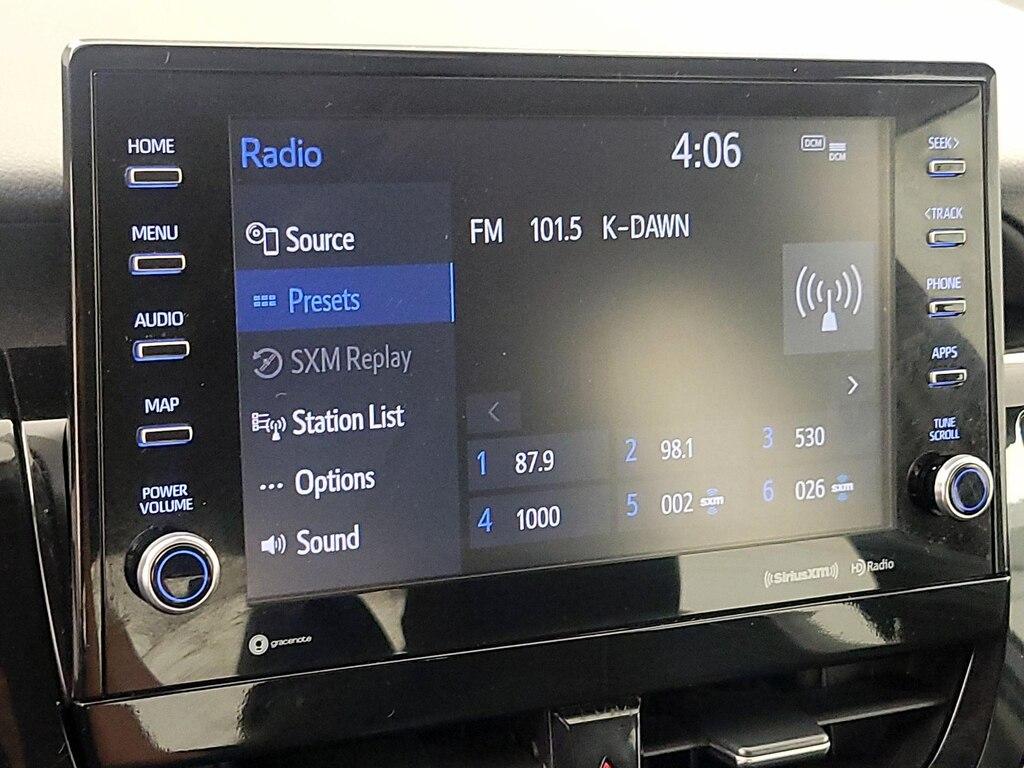 HOME
MENU
AUDIO
MAP
POWER
VOLUME
Radio
4:06
DCM
DCM
Source
Presets
SXM Replay
Station List
... Options
Sound
FM 101.5 K-DAWN
< >
1 87.9 2 98.1 3 530
4 1000 5 002 sxm 6 026 sxm
SEEK>
<TRACK
PHONE
APPS
TUNE
SCROLL
((SiriusXM)) HD Radio
gracenote